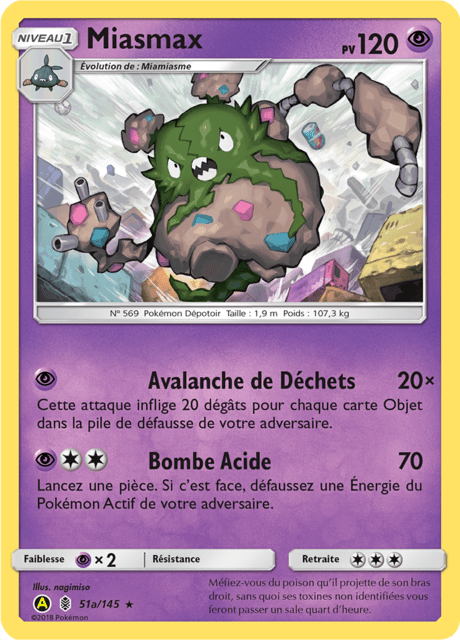 NIVEAU 1
Miasmax
PV 120
Évolution de : Miamiasme
N° 569 Pokémon Dépotoir Taille : 1,9 m Poids : 107,3 kg
Avalanche de Déchets 20×
Cette attaque inflige 20 dégâts pour chaque carte Objet
dans la pile de défausse de votre adversaire.
Bombe Acide 70
Lancez une pièce. Si c'est face, défaussez une Énergie du
Pokémon Actif de votre adversaire.
Faiblesse × 2 Résistance Retraite
Illus. nagimiso
A 51a/145
©2018 Pokémon
Méfiez-vous du poison qu'il projette de son bras
droit, sans quoi ses toxines non identifiées vous
feront passer un sale quart d'heure.